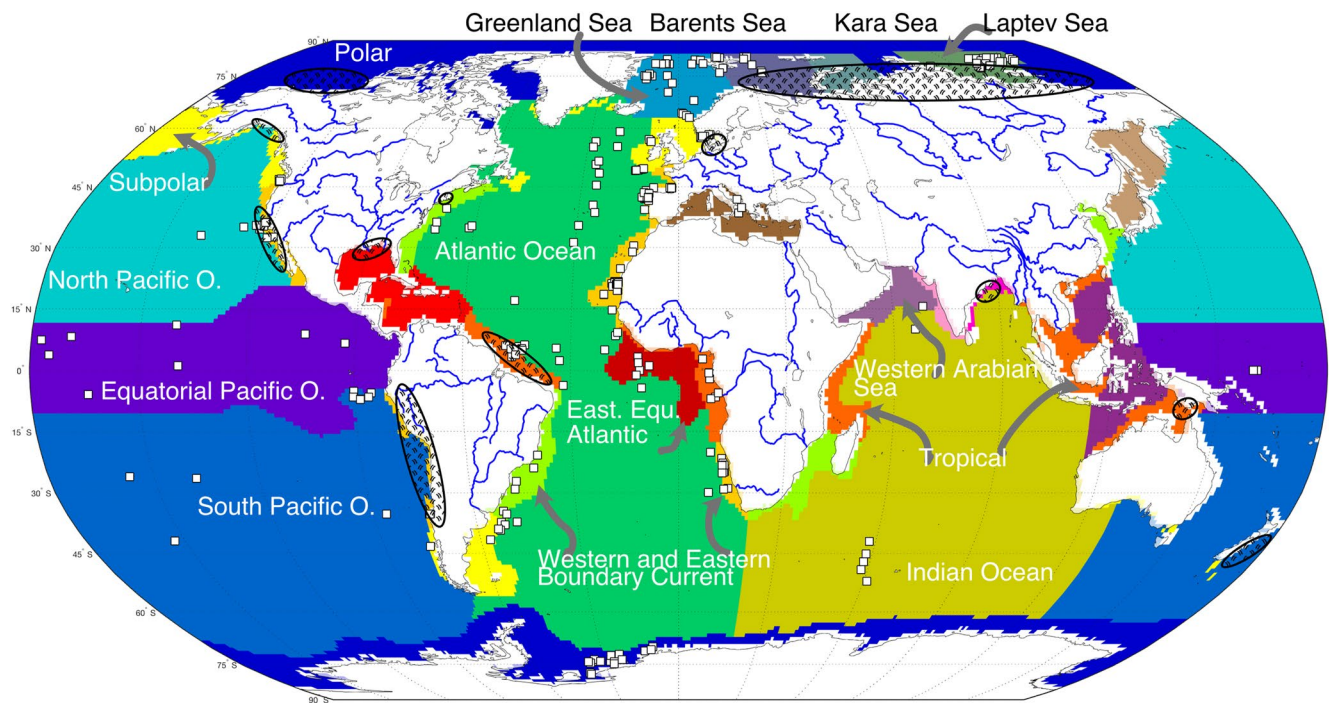 Greenland Sea Barents Sea Kara Sea Laptev Sea
90° N
Polar
75° N
60° N
Subpolar
45° N
Atlantic Ocean
30° N
North Pacific O.
15° N
Western Arabian
Sea
0°
Equatorial Pacific O.
East. Equ.
Atlantic
15° S
Tropical
30° S
South Pacific O.
Western and Eastern
Boundary Current
Indian Ocean
45° S
60° S
75° S
90° S